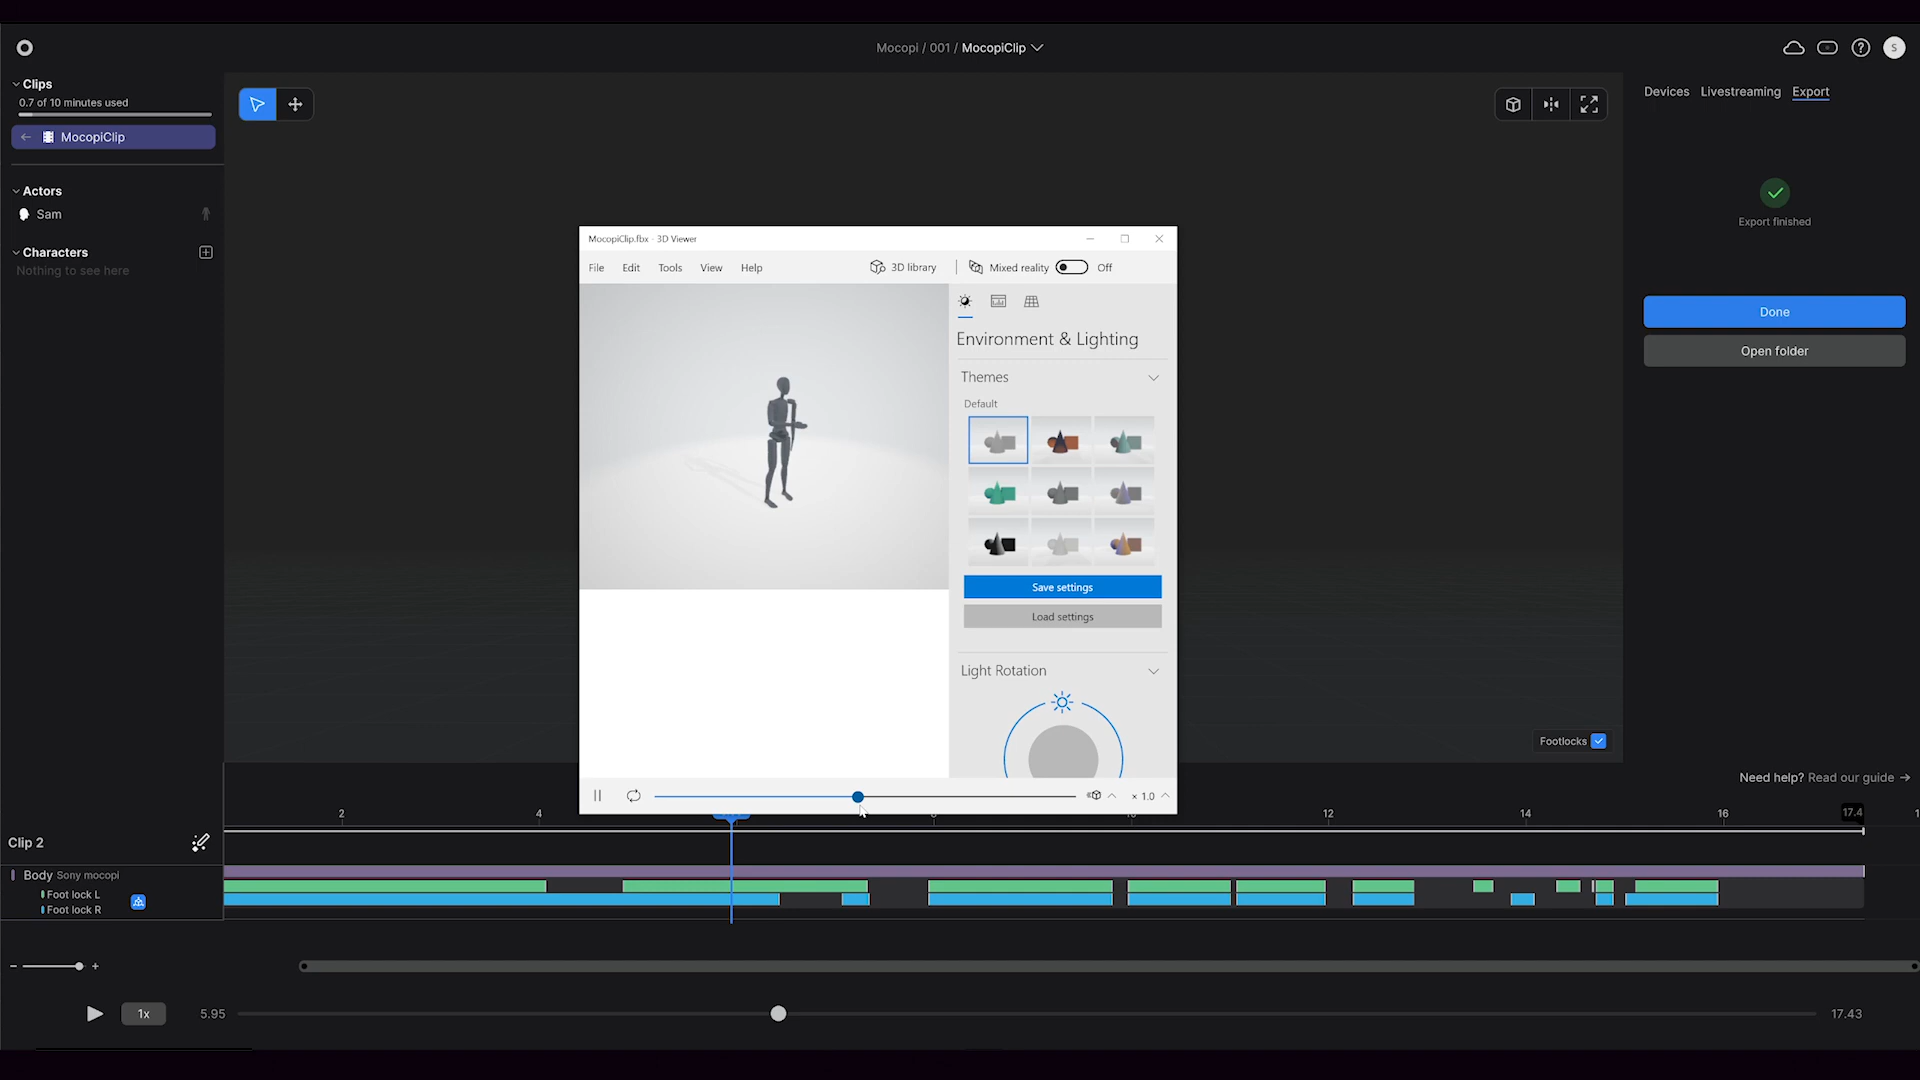 Mocopi / 001 / MocopiClip
S
Clips
0.7 of 10 minutes used
MocopiClip
Actors
Sam
Characters
Nothing to see here
Devices Livestreaming Export
Export finished
Done
Open folder
MocopiClip.fbx - 3D Viewer
File Edit Tools View Help
3D library
Mixed reality Off
Environment & Lighting
Themes
Default
Save settings
Load settings
Light Rotation
× 1.0
Footlocks
Need help? Read our guide →
2 4 8 10 12 14 16 17.4
Clip 2
Body Sony mocopi
Foot lock L
Foot lock R
1x
5.95
17.43